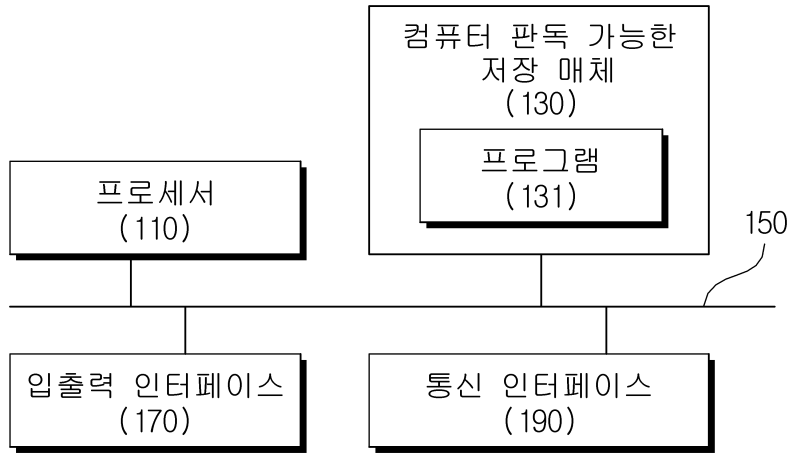 컴퓨터 판독 가능한
저장 매체
(130)
프로그램
(131)
프로세서
(110)
150
입출력 인터페이스
(170)
통신 인터페이스
(190)